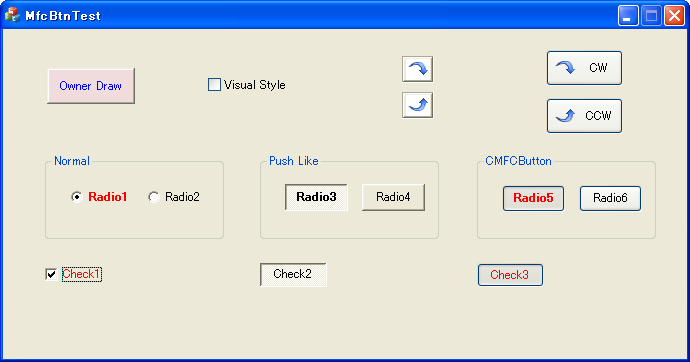 MfcBtnTest
Owner Draw
Visual Style
CW
CCW
Normal
Radio1
Radio2
Push Like
Radio3
Radio4
CMFCButton
Radio5
Radio6
Check1
Check2
Check3